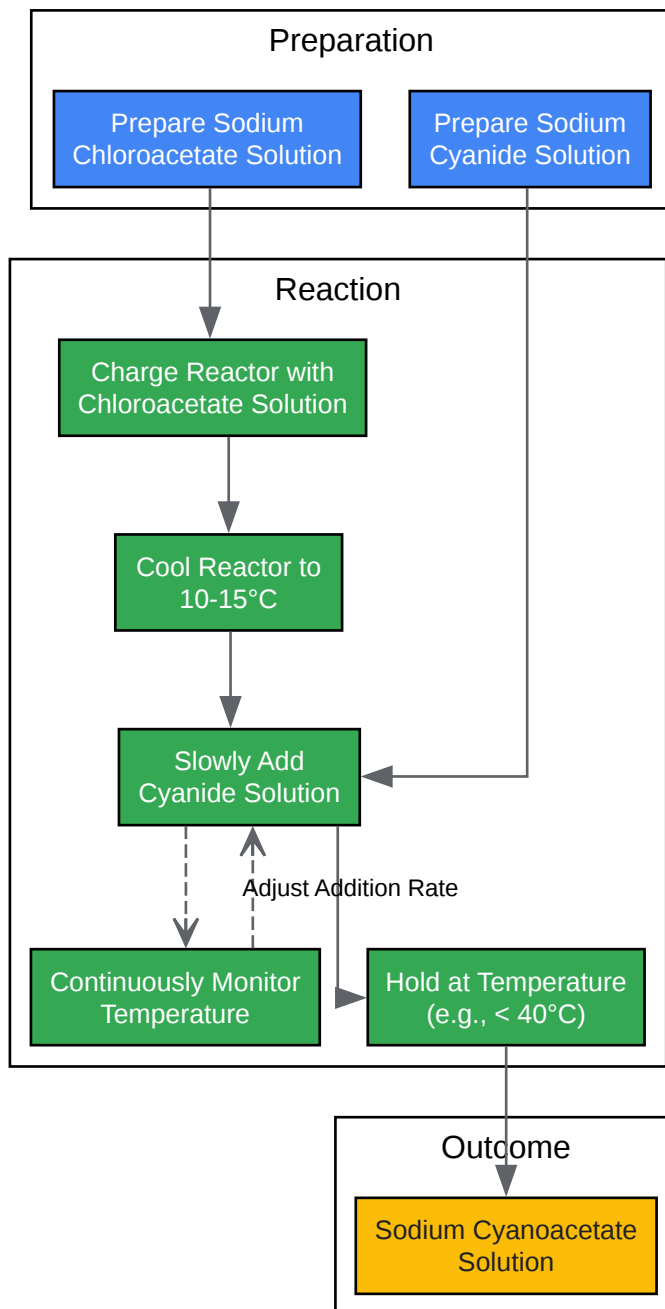 Preparation
Prepare Sodium
Chloroacetate Solution
Prepare Sodium
Cyanide Solution
Reaction
Charge Reactor with
Chloroacetate Solution
Cool Reactor to
10-15°C
Slowly Add
Cyanide Solution
Adjust Addition Rate
Continuously Monitor
Temperature
Hold at Temperature
(e.g., < 40°C)
Outcome
Sodium Cyanoacetate
Solution